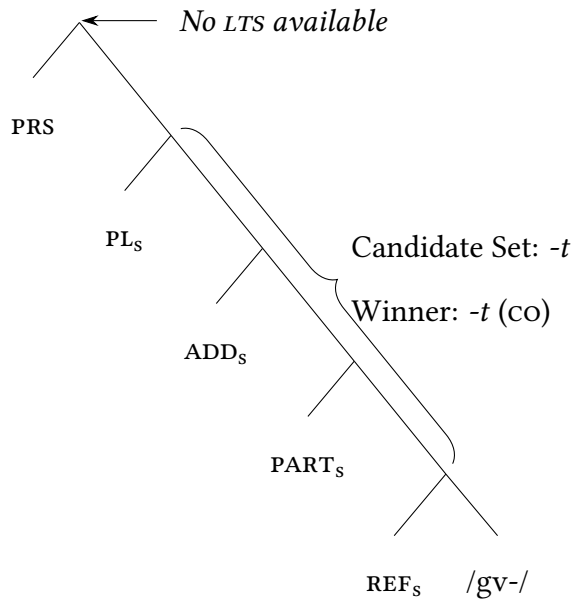 No LTS available
PRS
PLs
Candidate Set: -t
Winner: -t (CO)
ADDs
PARTs
REFs /gv-/